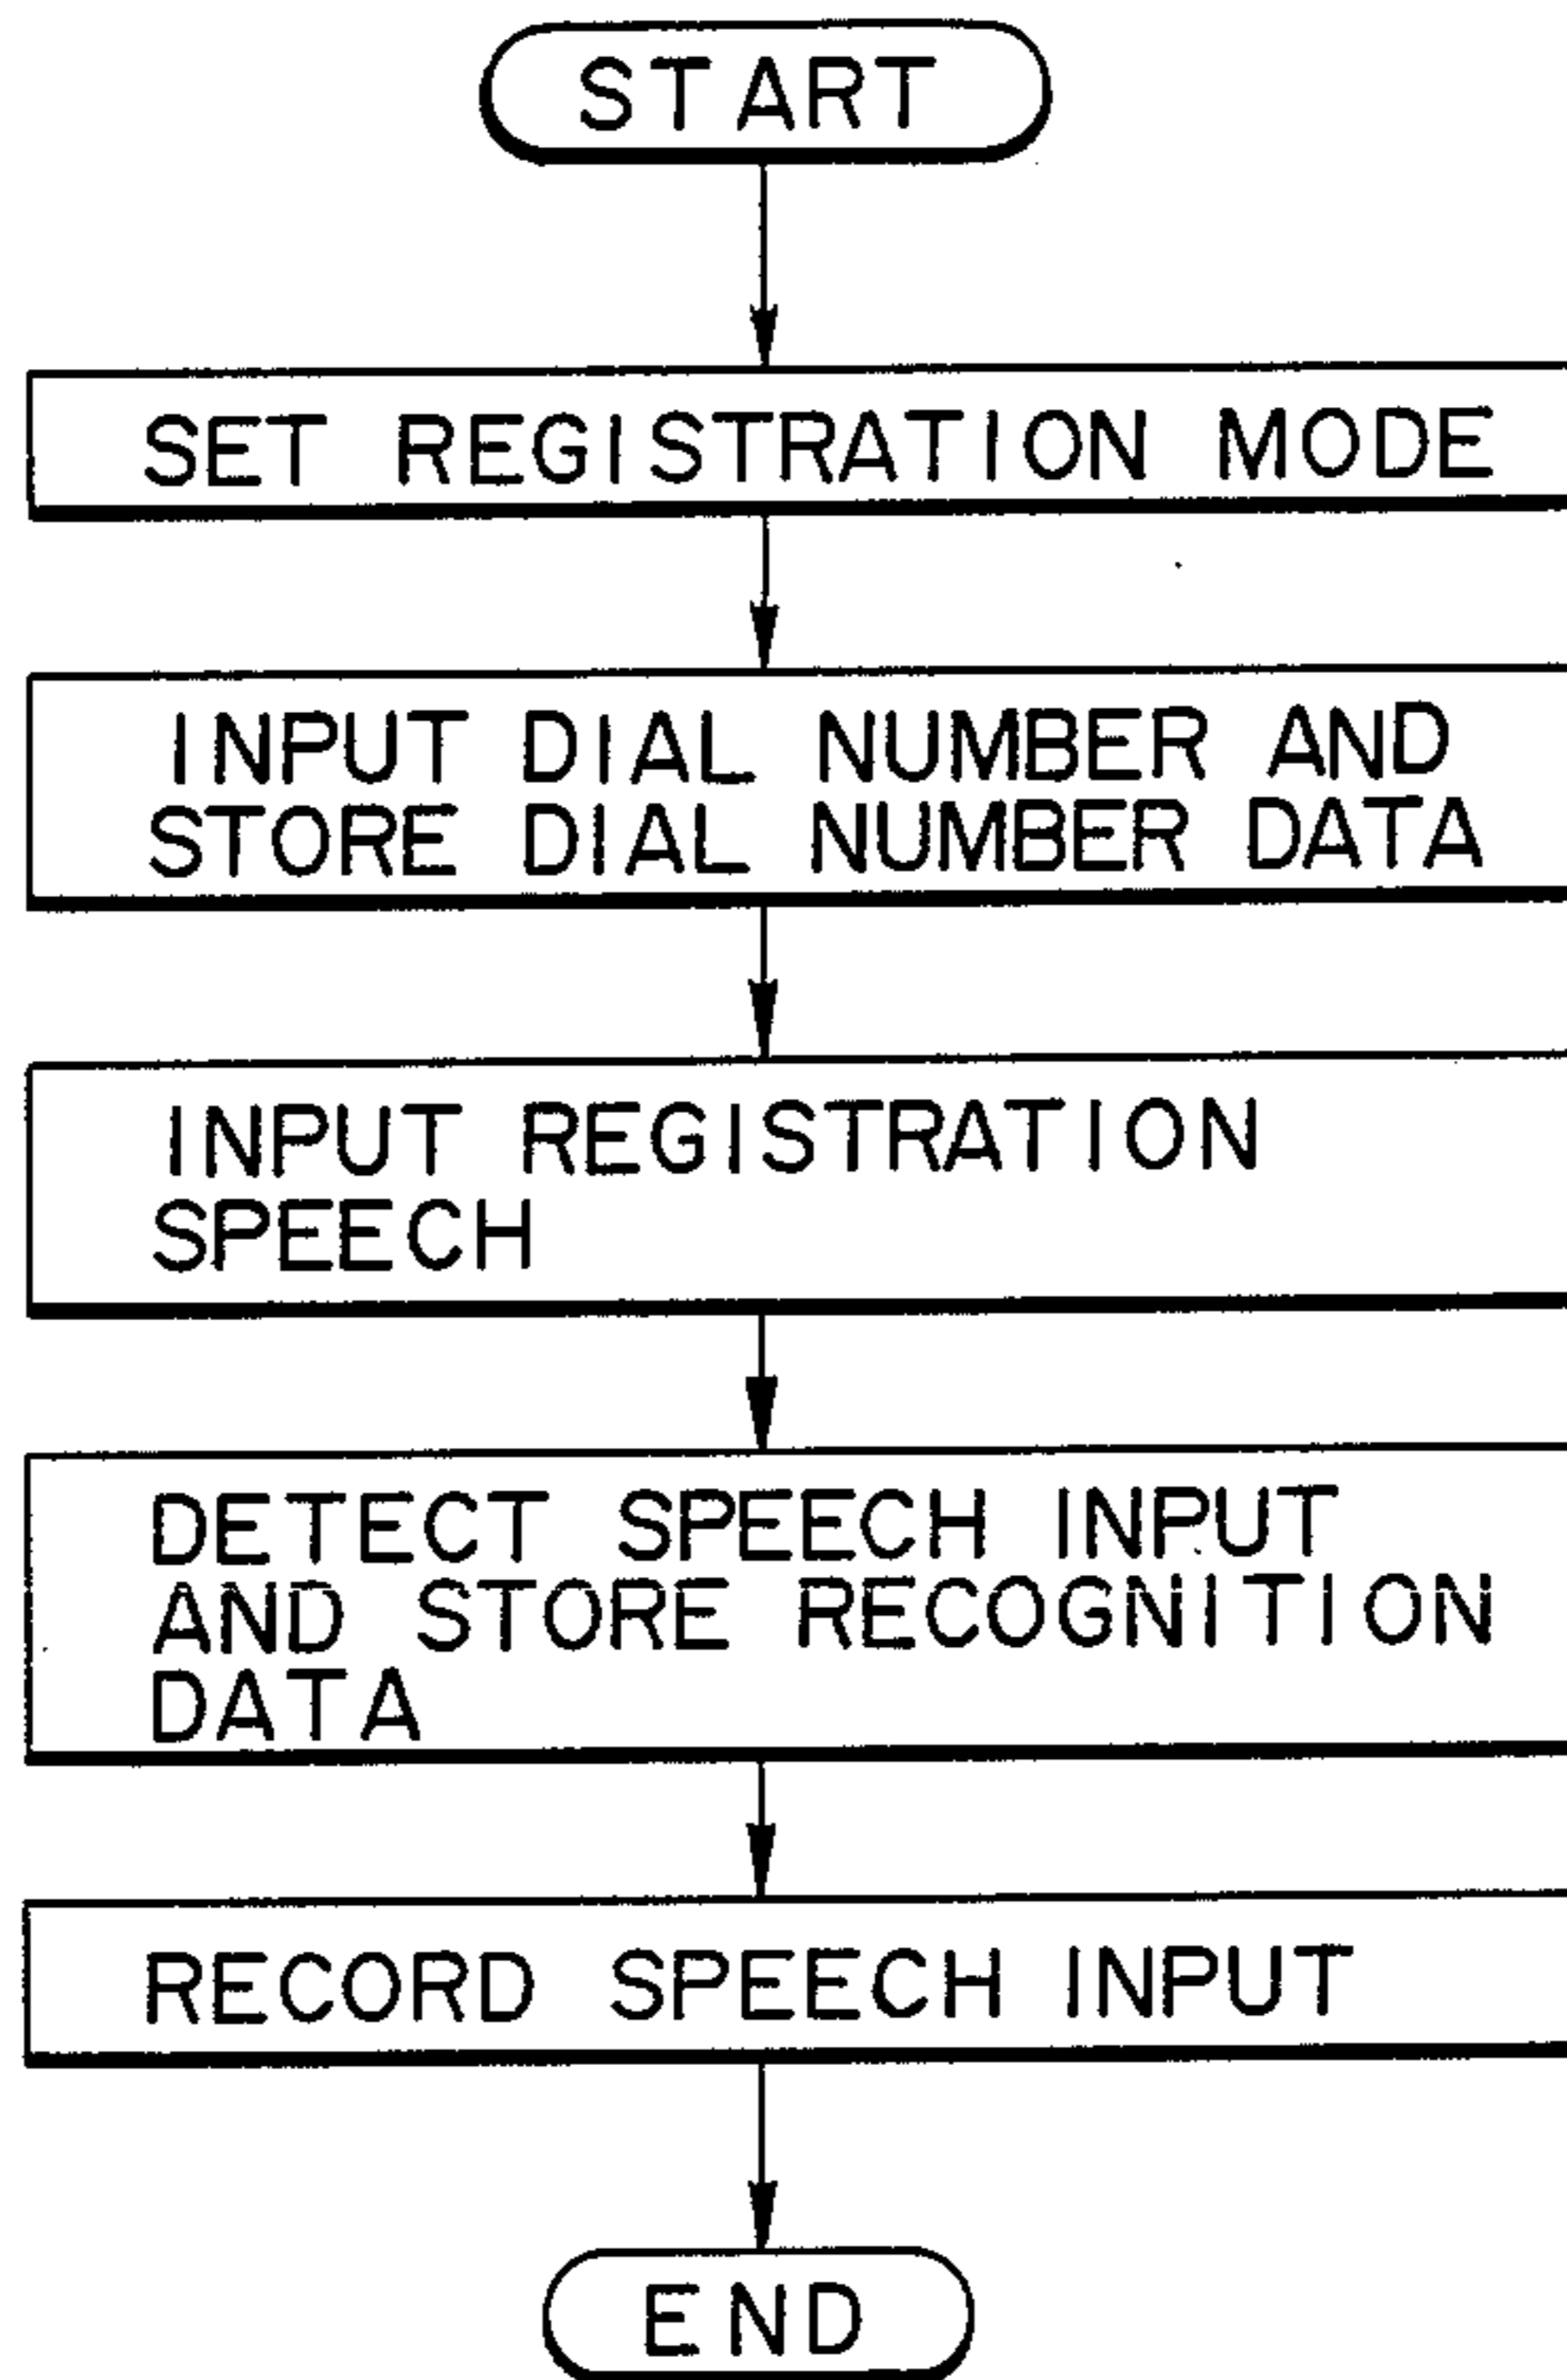 START
SET REGISTRATION MODE
INPUT DIAL NUMBER AND
STORE DIAL NUMBER DATA
INPUT REGISTRATION
SPEECH
DETECT SPEECH INPUT
AND STORE RECOGNITION
DATA
RECORD SPEECH INPUT
END